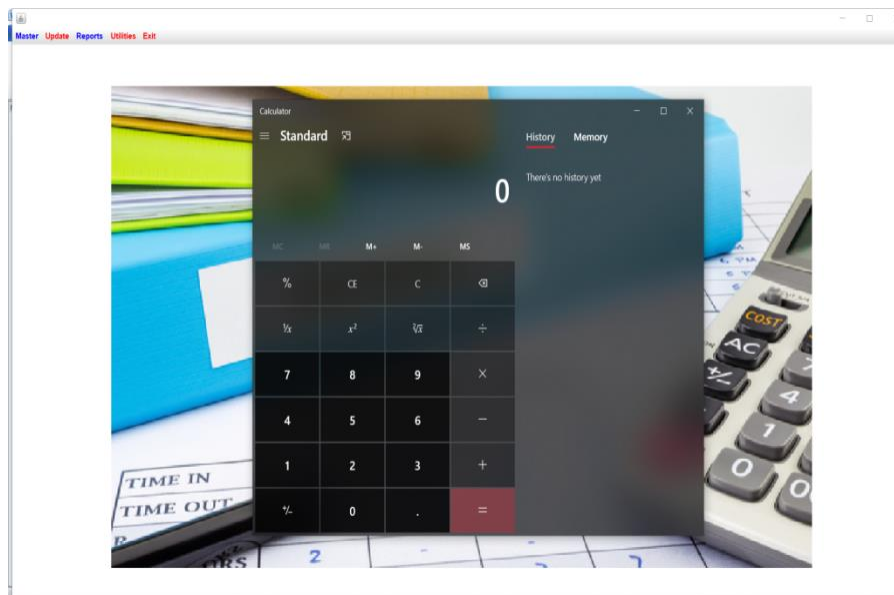 Master Update Reports Utilities Exit
Calculator
Standard
History Memory
There's no history yet
0
MC MR M+ M- MS
% CE C
¹/x x² ²√x ÷
7 8 9 ×
4 5 6 −
1 2 3 +
+/- 0 . =
COST
AC
+/-
7
4
1
0
TIME IN
TIME OUT
2 - -